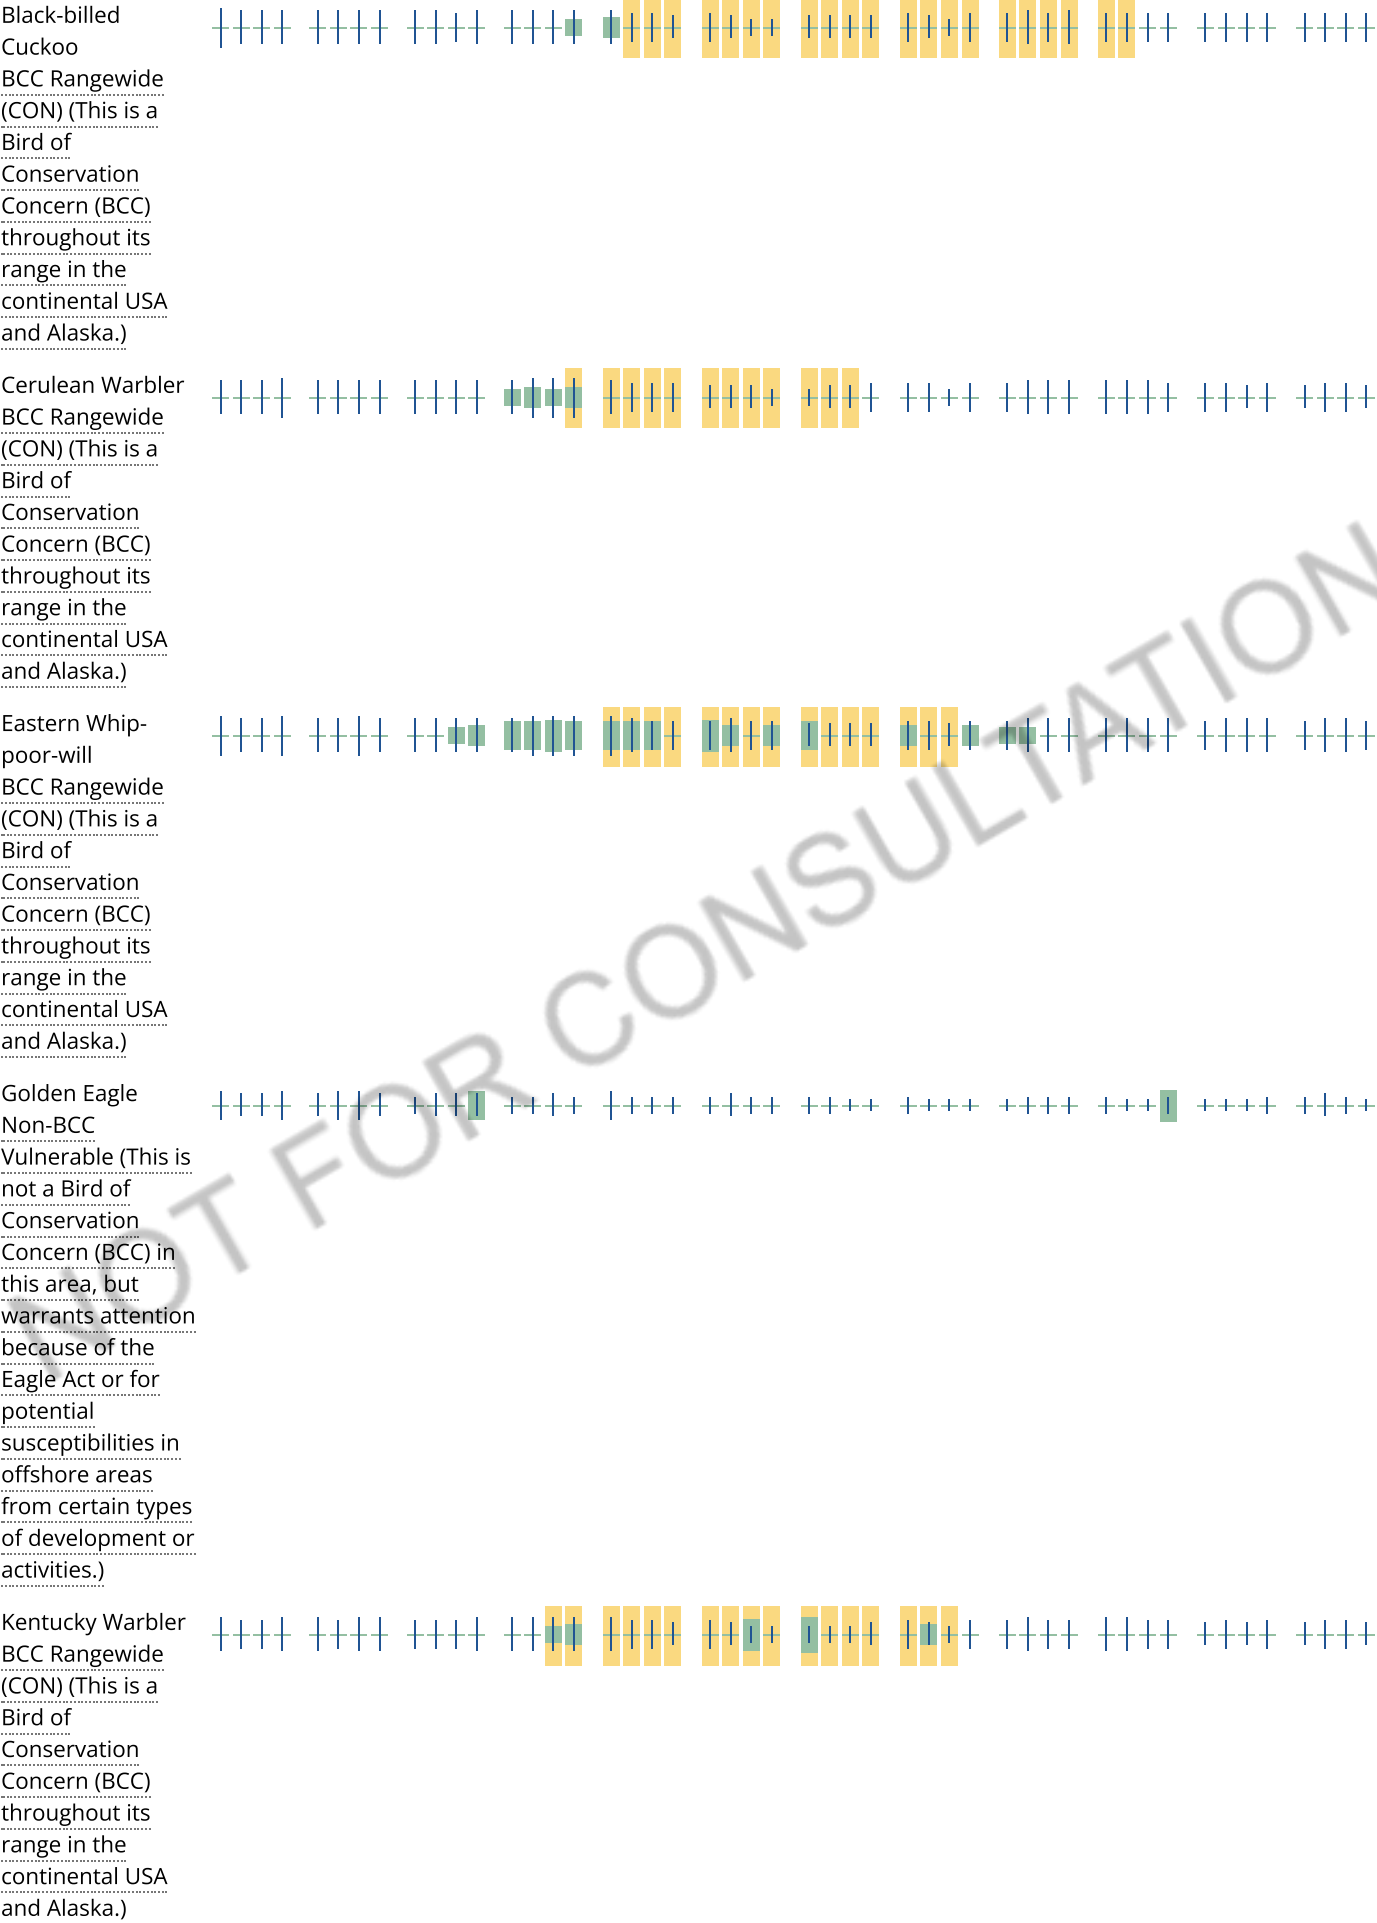 Black-billed
Cuckoo
BCC Rangewide
(CON) (This is a
Bird of
Conservation
Concern (BCC)
throughout its
range in the
continental USA
and Alaska.)
Cerulean Warbler
BCC Rangewide
(CON) (This is a
Bird of
Conservation
Concern (BCC)
throughout its
range in the
continental USA
and Alaska.)
Eastern Whip-
poor-will
BCC Rangewide
(CON) (This is a
Bird of
Conservation
Concern (BCC)
throughout its
range in the
continental USA
and Alaska.)
Golden Eagle
Non-BCC
Vulnerable (This is
not a Bird of
Conservation
Concern (BCC) in
this area, but
warrants attention
because of the
Eagle Act or for
potential
susceptibilities in
offshore areas
from certain types
of development or
activities.)
Kentucky Warbler
BCC Rangewide
(CON) (This is a
Bird of
Conservation
Concern (BCC)
throughout its
range in the
continental USA
and Alaska.)
NOT FOR CONSULTATION